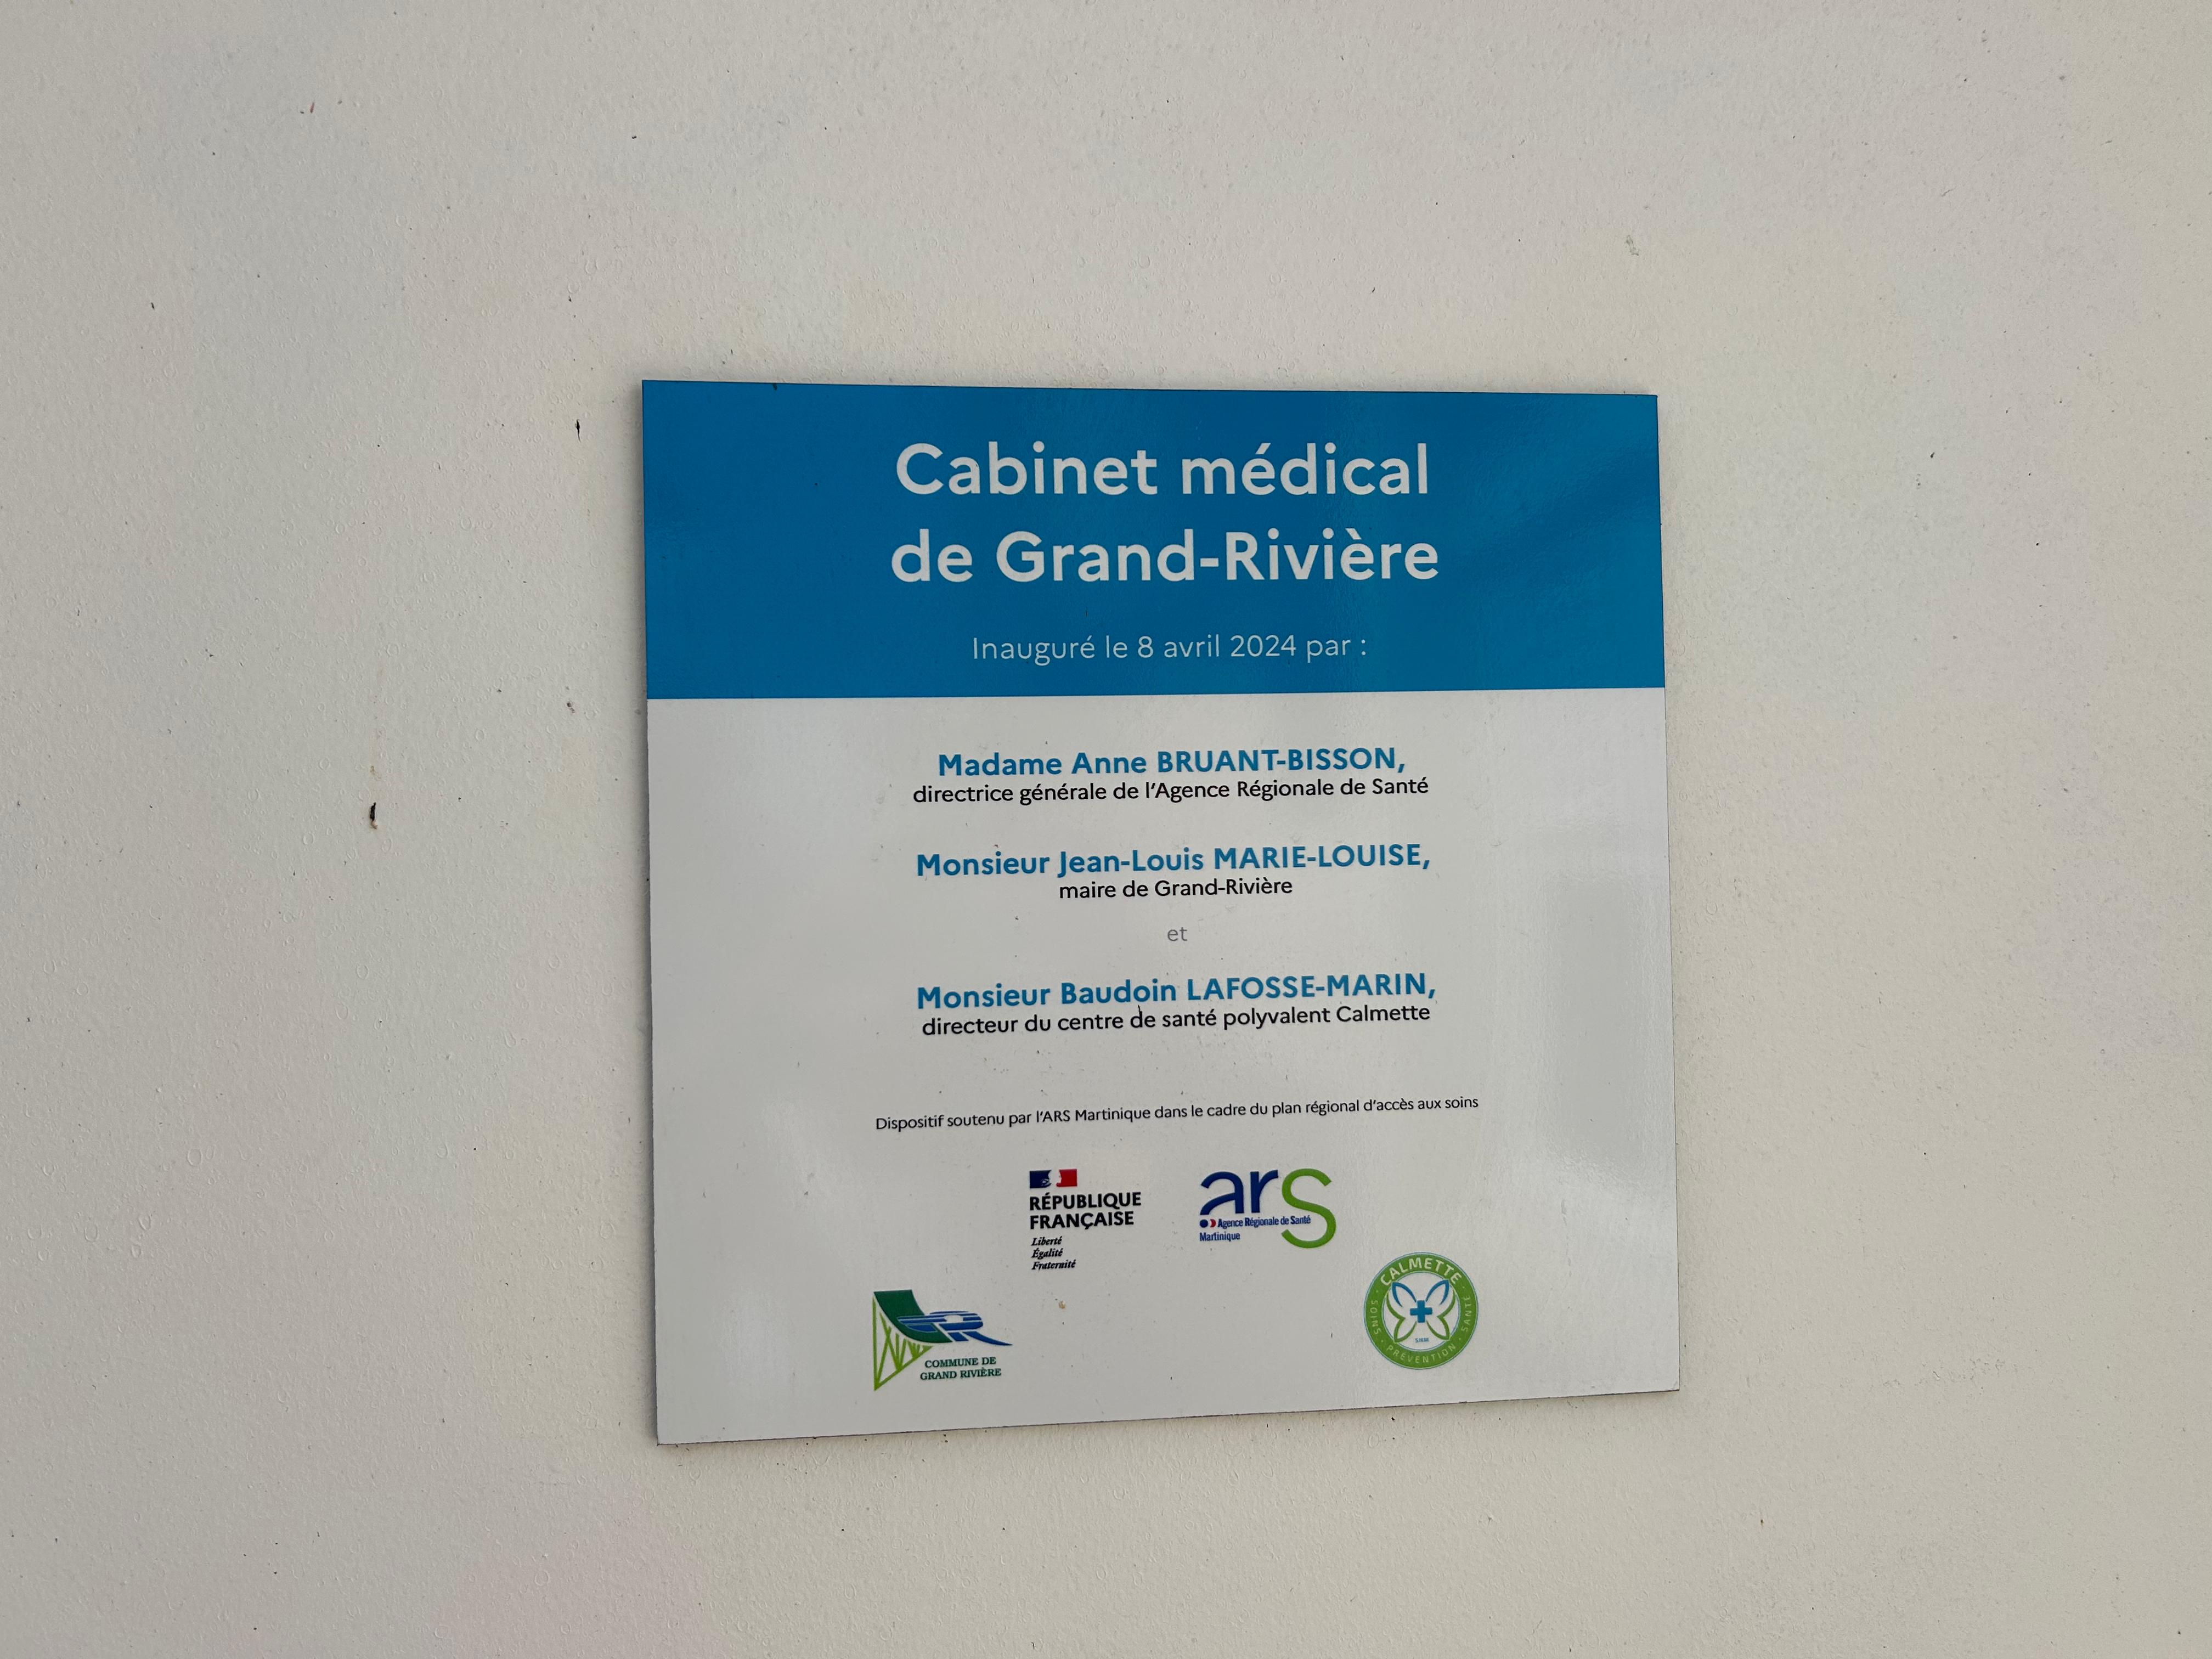 Cabinet médical
de Grand-Rivière
Inauguré le 8 avril 2024 par :
Madame Anne BRUANT-BISSON,
directrice générale de l'Agence Régionale de Santé
Monsieur Jean-Louis MARIE-LOUISE,
maire de Grand-Rivière
et
Monsieur Baudoin LAFOSSE-MARIN,
directeur du centre de santé polyvalent Calmette
Dispositif soutenu par l'ARS Martinique dans le cadre du plan régional d'accès aux soins
RÉPUBLIQUE
FRANÇAISE
Liberté
Égalité
Fraternité
ars
Agence Régionale de Santé
Martinique
GR
COMMUNE DE
GRAND RIVIÈRE
CALMETTE
SOINS · PRÉVENTION · SANTÉ